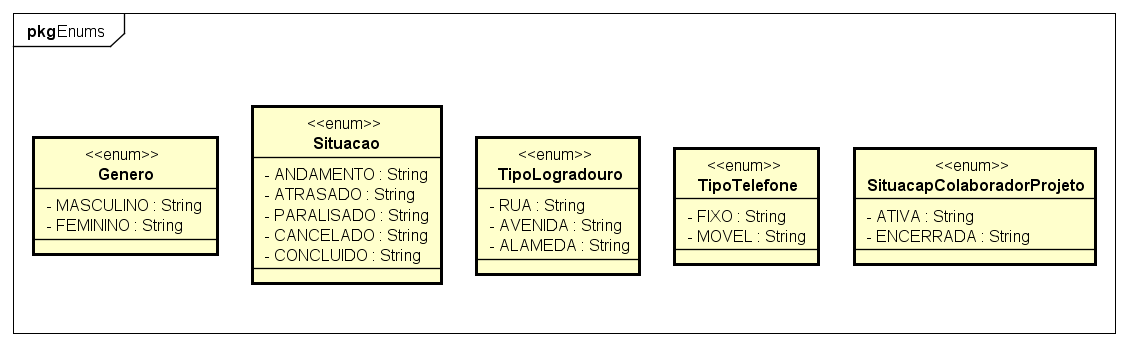 pkgEnums
<<enum>>
Genero
- MASCULINO : String
- FEMININO : String
<<enum>>
Situacao
- ANDAMENTO : String
- ATRASADO : String
- PARALISADO : String
- CANCELADO : String
- CONCLUIDO : String
<<enum>>
TipoLogradouro
- RUA : String
- AVENIDA : String
- ALAMEDA : String
<<enum>>
TipoTelefone
- FIXO : String
- MOVEL : String
<<enum>>
SituacapColaboradorProjeto
- ATIVA : String
- ENCERRADA : String